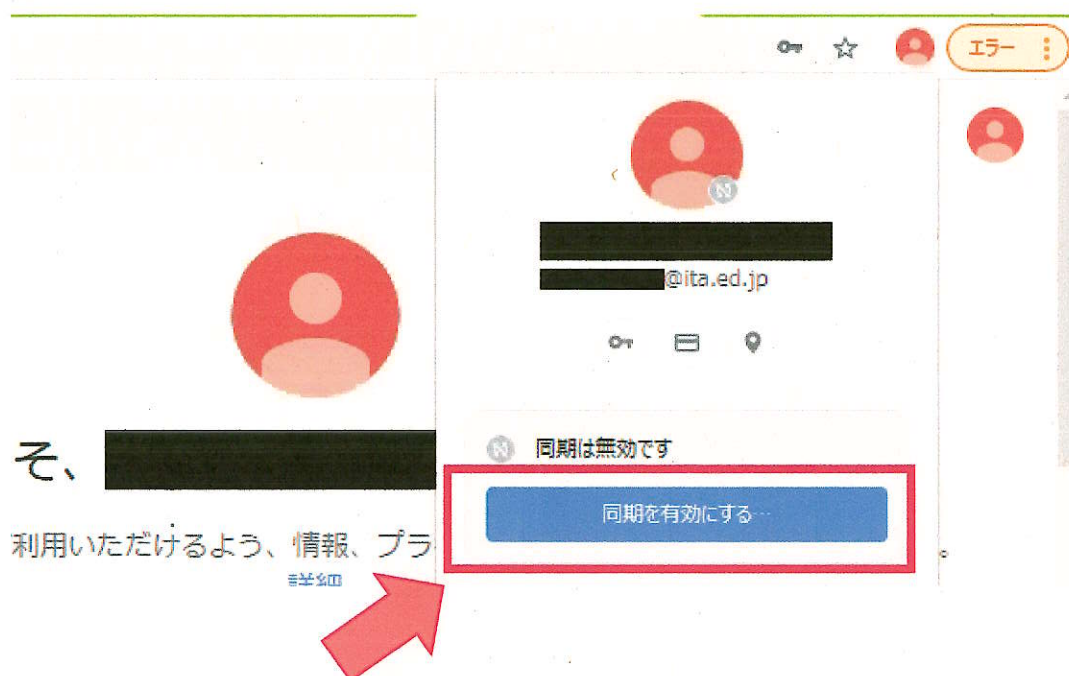 エラー
@ita.ed.jp
同期は無効です
同期を有効にする…
そ、
利用いただけるよう、情報、プラ
。
詳細